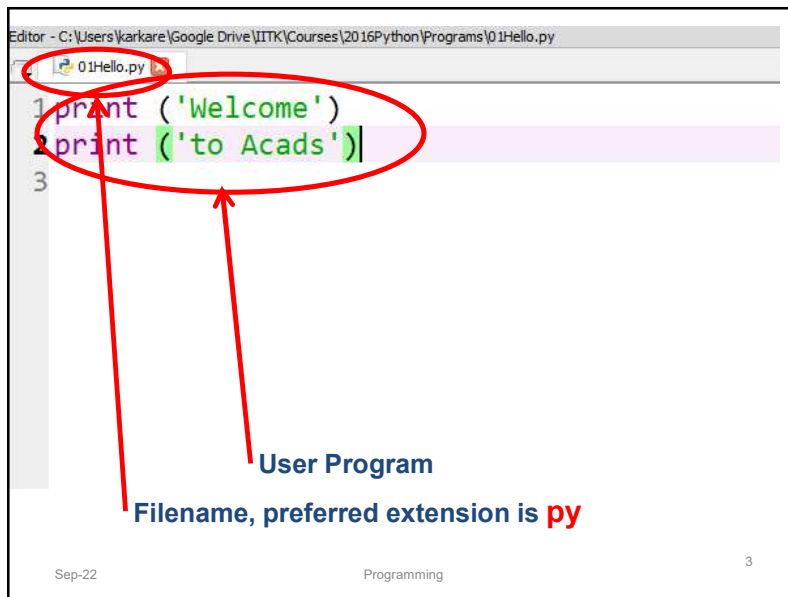 Editor - C:\Users\karkare\Google Drive\IITK\Courses\2016Python\Programs\01Hello.py
01Hello.py
1 print ('Welcome')
2 print ('to Acads')
3
User Program
Filename, preferred extension is py
Sep-22 Programming 3